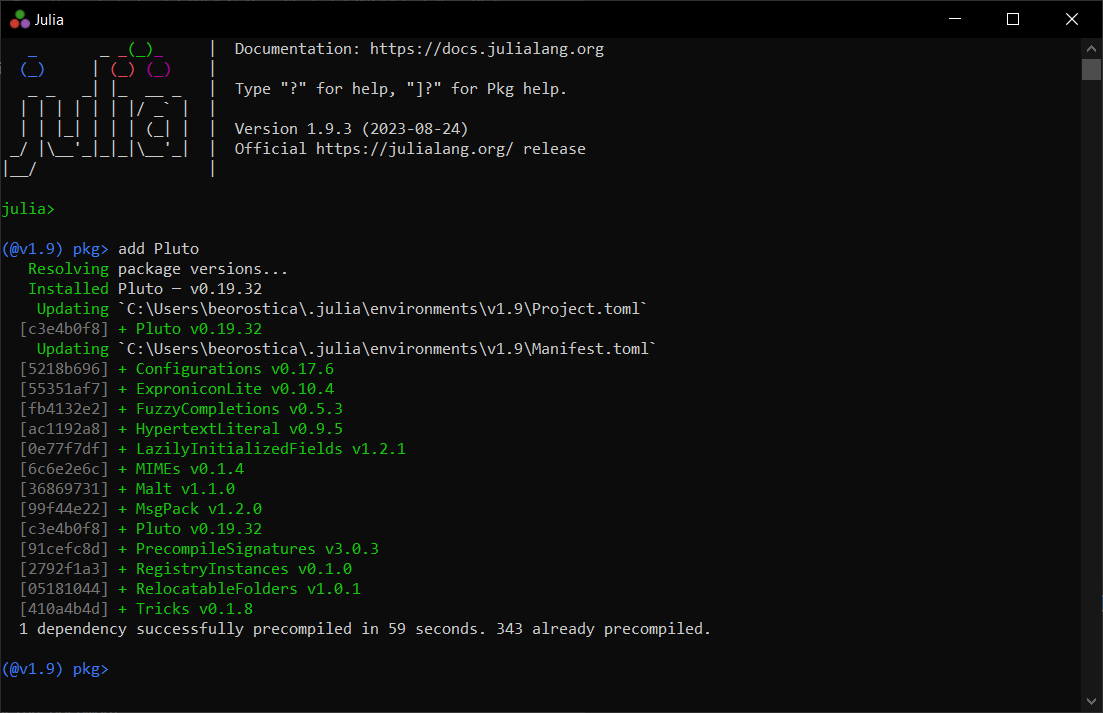 Julia
               _
   _       _ _(_)_     |  Documentation: https://docs.julialang.org
  (_)     | (_) (_)    |
   _ _   _| |_  __ _   |  Type "?" for help, "]?" for Pkg help.
  | | | | | | |/ _` |  |
  | | |_| | | | (_| |  |  Version 1.9.3 (2023-08-24)
 _/ |\__'_|_|_|\__'_|  |  Official https://julialang.org/ release
|__/                   |
julia>
(@v1.9) pkg> add Pluto
   Resolving package versions...
   Installed Pluto ─ v0.19.32
    Updating `C:\Users\beorostica\.julia\environments\v1.9\Project.toml`
  [c3e4b0f8] + Pluto v0.19.32
    Updating `C:\Users\beorostica\.julia\environments\v1.9\Manifest.toml`
  [5218b696] + Configurations v0.17.6
  [55351af7] + ExproniconLite v0.10.4
  [fb4132e2] + FuzzyCompletions v0.5.3
  [ac1192a8] + HypertextLiteral v0.9.5
  [0e77f7df] + LazilyInitializedFields v1.2.1
  [6c6e2e6c] + MIMEs v0.1.4
  [36869731] + Malt v1.1.0
  [99f44e22] + MsgPack v1.2.0
  [c3e4b0f8] + Pluto v0.19.32
  [91cefc8d] + PrecompileSignatures v3.0.3
  [2792f1a3] + RegistryInstances v0.1.0
  [05181044] + RelocatableFolders v1.0.1
  [410a4b4d] + Tricks v0.1.8
  1 dependency successfully precompiled in 59 seconds. 343 already precompiled.
(@v1.9) pkg>